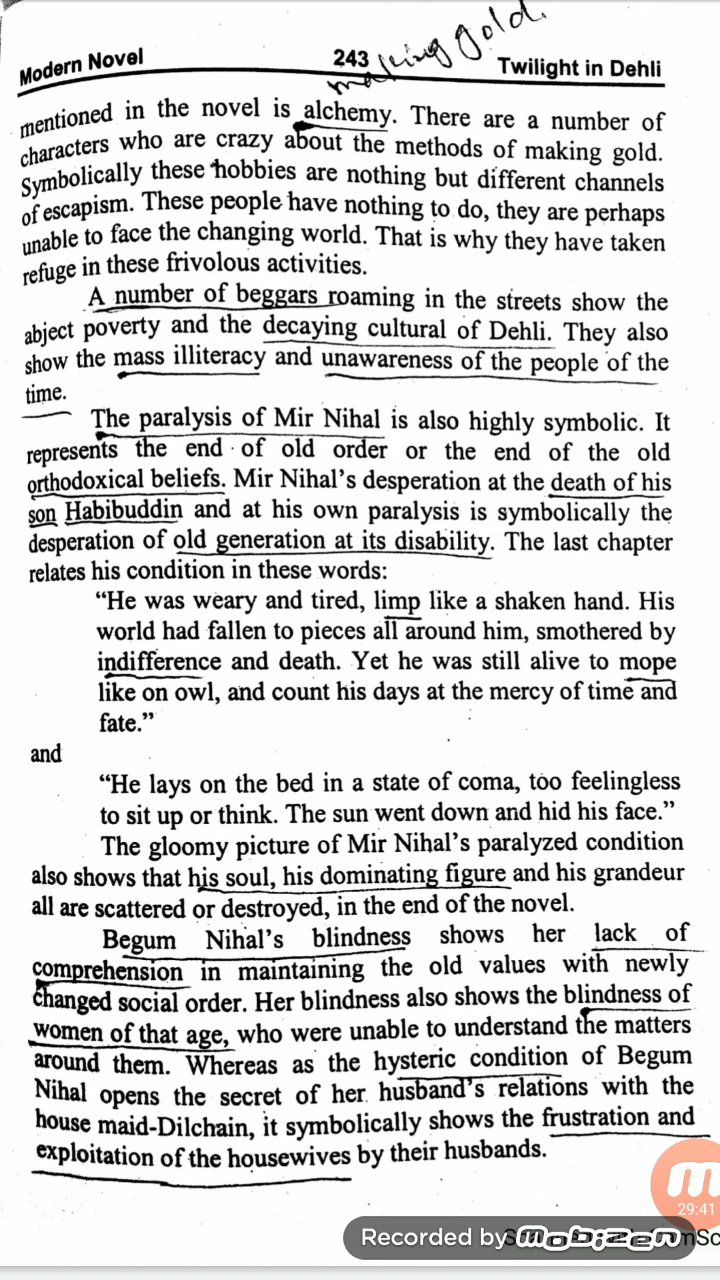 making gold.
Modern Novel 243 Twilight in Dehli
mentioned in the novel is alchemy. There are a number of
characters who are crazy about the methods of making gold.
Symbolically these hobbies are nothing but different channels
of escapism. These people have nothing to do, they are perhaps
unable to face the changing world. That is why they have taken
refuge in these frivolous activities.
A number of beggars roaming in the streets show the
abject poverty and the decaying cultural of Dehli. They also
show the mass illiteracy and unawareness of the people of the
time.
The paralysis of Mir Nihal is also highly symbolic. It
represents the end of old order or the end of the old
orthodoxical beliefs. Mir Nihal's desperation at the death of his
son Habibuddin and at his own paralysis is symbolically the
desperation of old generation at its disability. The last chapter
relates his condition in these words:
“He was weary and tired, limp like a shaken hand. His
world had fallen to pieces all around him, smothered by
indifference and death. Yet he was still alive to mope
like on owl, and count his days at the mercy of time and
fate.”
and
“He lays on the bed in a state of coma, too feelingless
to sit up or think. The sun went down and hid his face.”
The gloomy picture of Mir Nihal's paralyzed condition
also shows that his soul, his dominating figure and his grandeur
all are scattered or destroyed, in the end of the novel.
Begum Nihal's blindness shows her lack of
comprehension in maintaining the old values with newly
changed social order. Her blindness also shows the blindness of
women of that age, who were unable to understand the matters
around them. Whereas as the hysteric condition of Begum
Nihal opens the secret of her husband's relations with the
house maid-Dilchain, it symbolically shows the frustration and
exploitation of the housewives by their husbands.
29:41
Recorded by mobizen